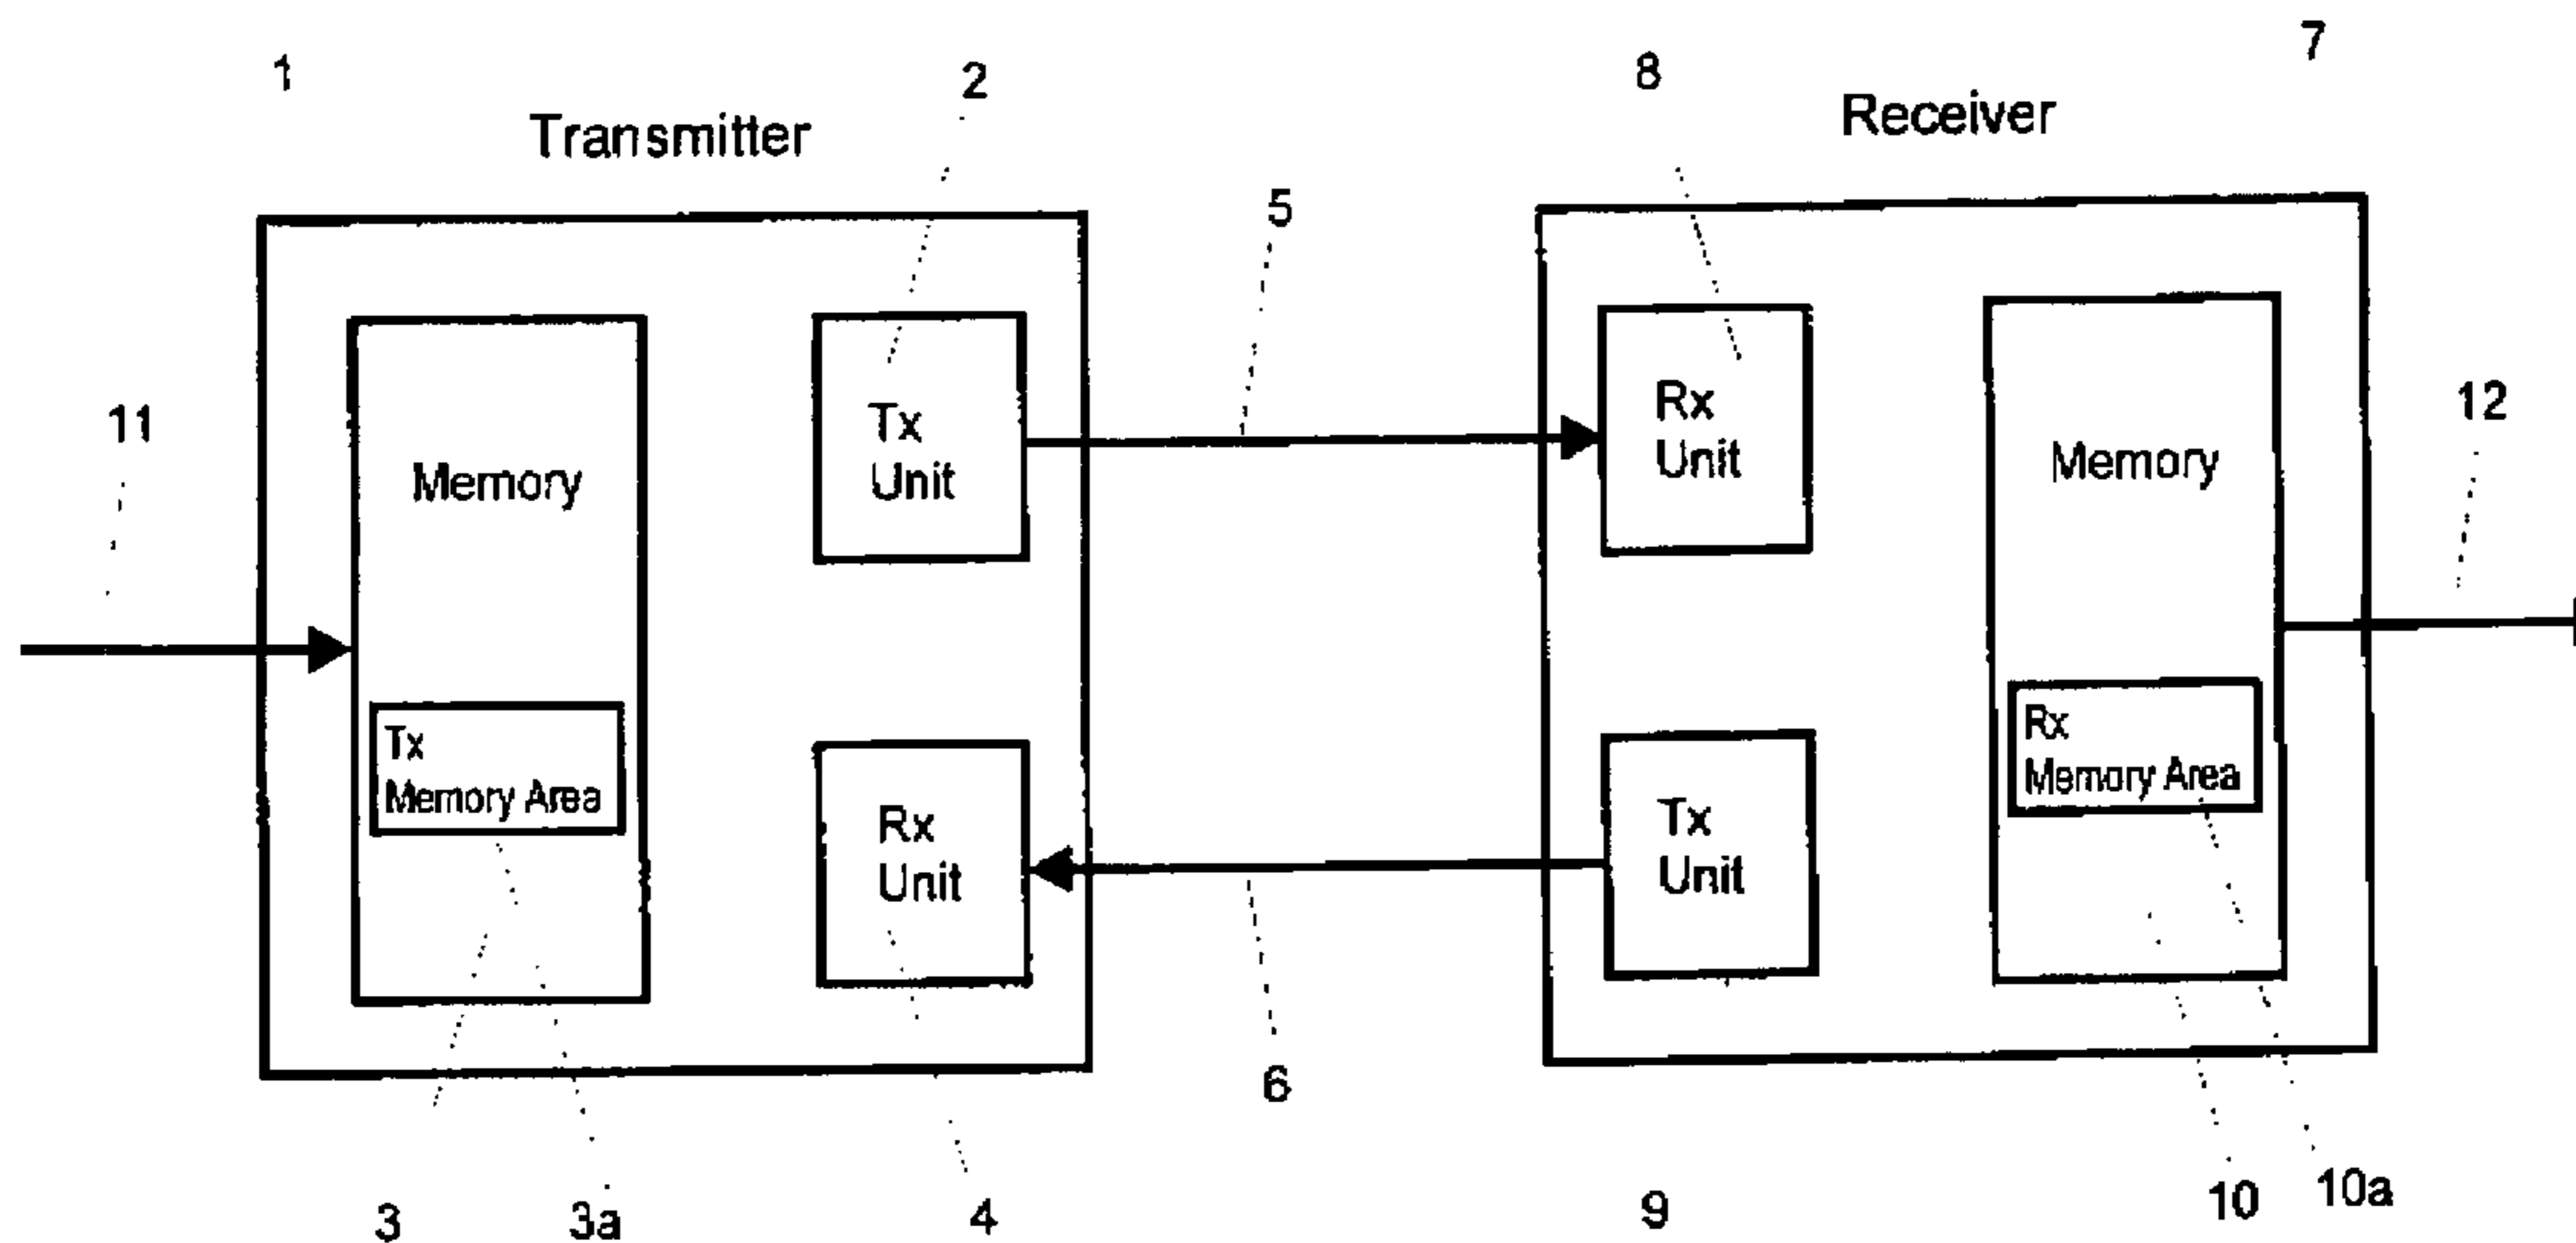 1
2
8
7
Transmitter
Receiver
5
11
12
Tx
Unit
Rx
Unit
Memory
Memory
Tx
Memory Area
Rx
Memory Area
Rx
Unit
Tx
Unit
6
3
3a
4
9
10
10a